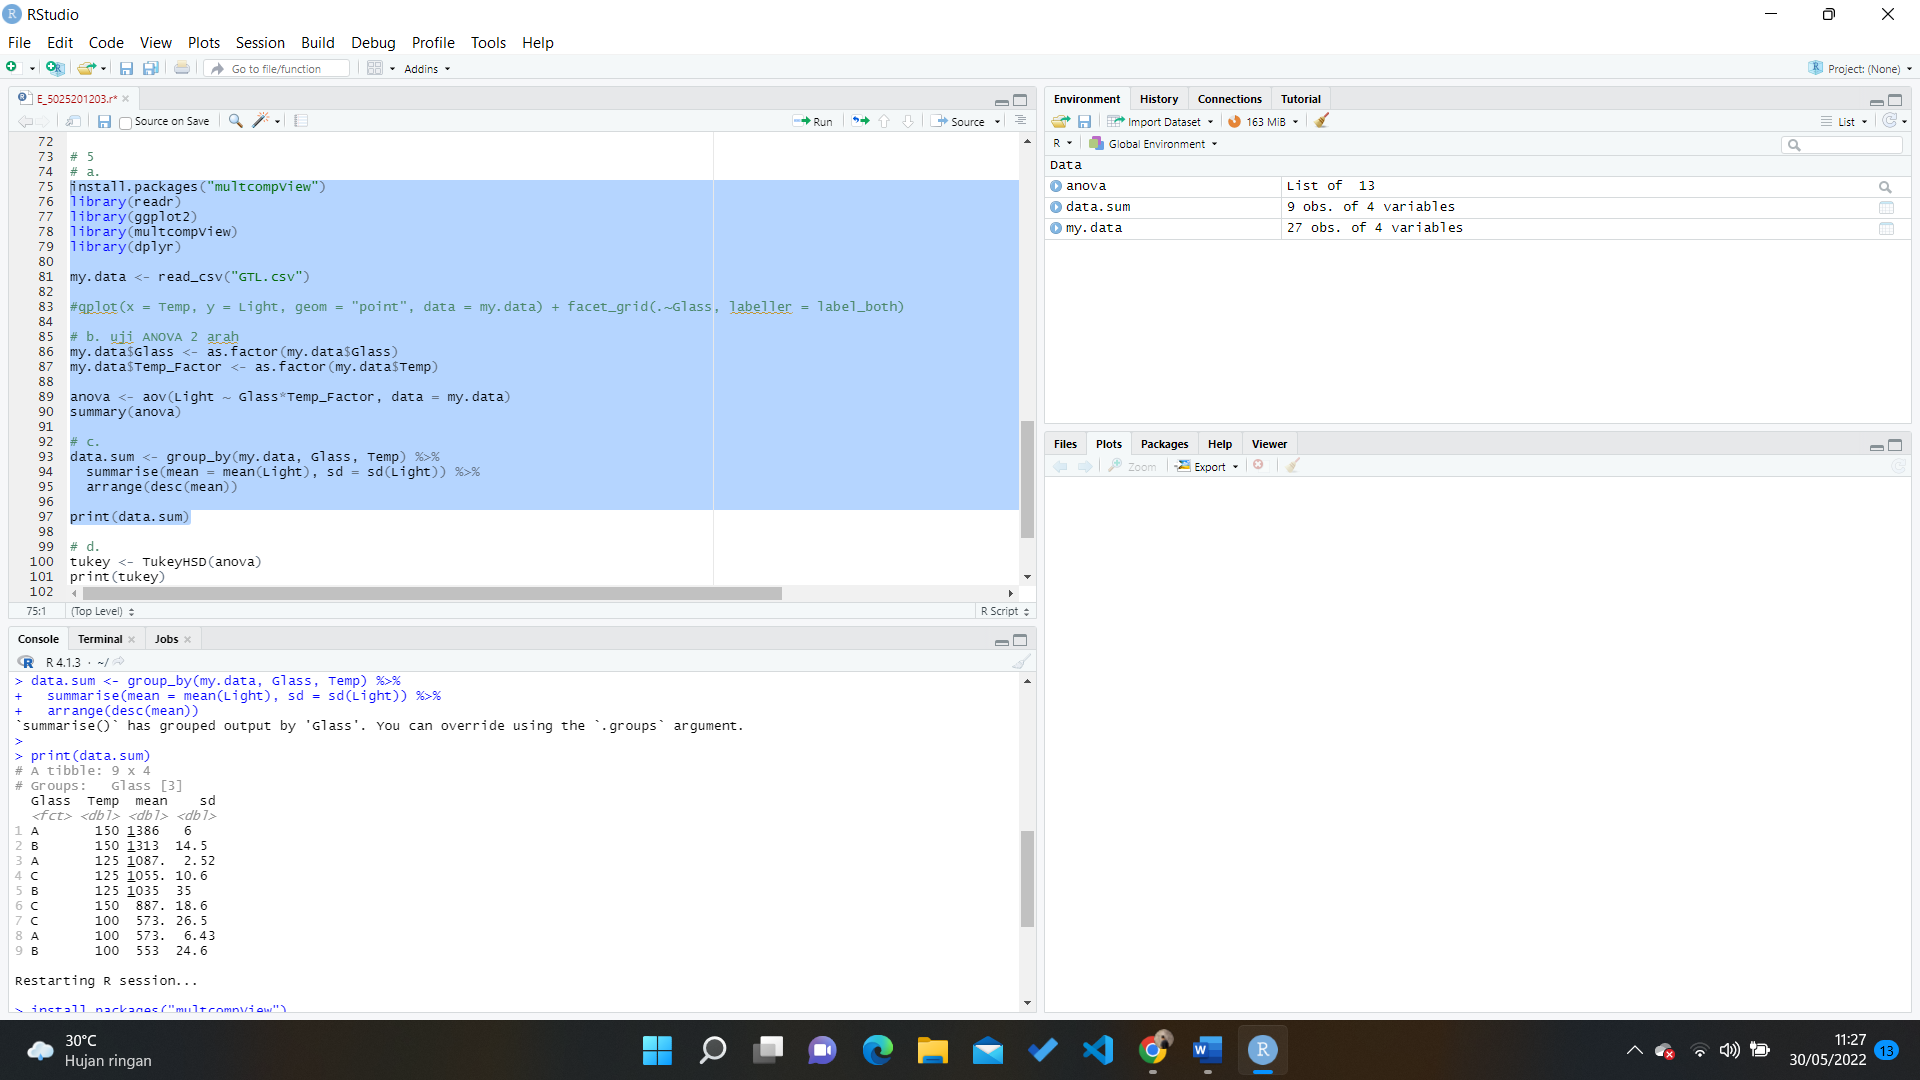 RStudio
File Edit Code View Plots Session Build Debug Profile Tools Help
Go to file/function Addins Project: (None)
E_5025201203.r*
Source on Save Run Source
72
73 # 5
74 # a.
75 install.packages("multcompView")
76 library(readr)
77 library(ggplot2)
78 library(multcompView)
79 library(dplyr)
80
81 my.data <- read_csv("GTL.csv")
82
83 #qplot(x = Temp, y = Light, geom = "point", data = my.data) + facet_grid(.~Glass, labeller = label_both)
84
85 # b. uji ANOVA 2 arah
86 my.data$Glass <- as.factor(my.data$Glass)
87 my.data$Temp_Factor <- as.factor(my.data$Temp)
88
89 anova <- aov(Light ~ Glass*Temp_Factor, data = my.data)
90 summary(anova)
91
92 # c.
93 data.sum <- group_by(my.data, Glass, Temp) %>%
94   summarise(mean = mean(Light), sd = sd(Light)) %>%
95   arrange(desc(mean))
96
97 print(data.sum)
98
99 # d.
100 tukey <- TukeyHSD(anova)
101 print(tukey)
102
75:1 (Top Level) R Script
Console Terminal Jobs
R 4.1.3 · ~/
> data.sum <- group_by(my.data, Glass, Temp) %>%
+   summarise(mean = mean(Light), sd = sd(Light)) %>%
+   arrange(desc(mean))
`summarise()` has grouped output by 'Glass'. You can override using the `.groups` argument.
>
> print(data.sum)
# A tibble: 9 x 4
# Groups:   Glass [3]
  Glass  Temp  mean    sd
  <fct> <dbl> <dbl> <dbl>
1 A       150 1386   6
2 B       150 1313  14.5
3 A       125 1087.  2.52
4 C       125 1055. 10.6
5 B       125 1035  35
6 C       150  887. 18.6
7 C       100  573. 26.5
8 A       100  573.  6.43
9 B       100  553  24.6
Restarting R session...
> install.packages("multcompView")
Environment History Connections Tutorial
Import Dataset 163 MiB List
R Global Environment
Data
anova List of 13
data.sum 9 obs. of 4 variables
my.data 27 obs. of 4 variables
Files Plots Packages Help Viewer
Zoom Export
30°C
Hujan ringan
11:27
30/05/2022 13